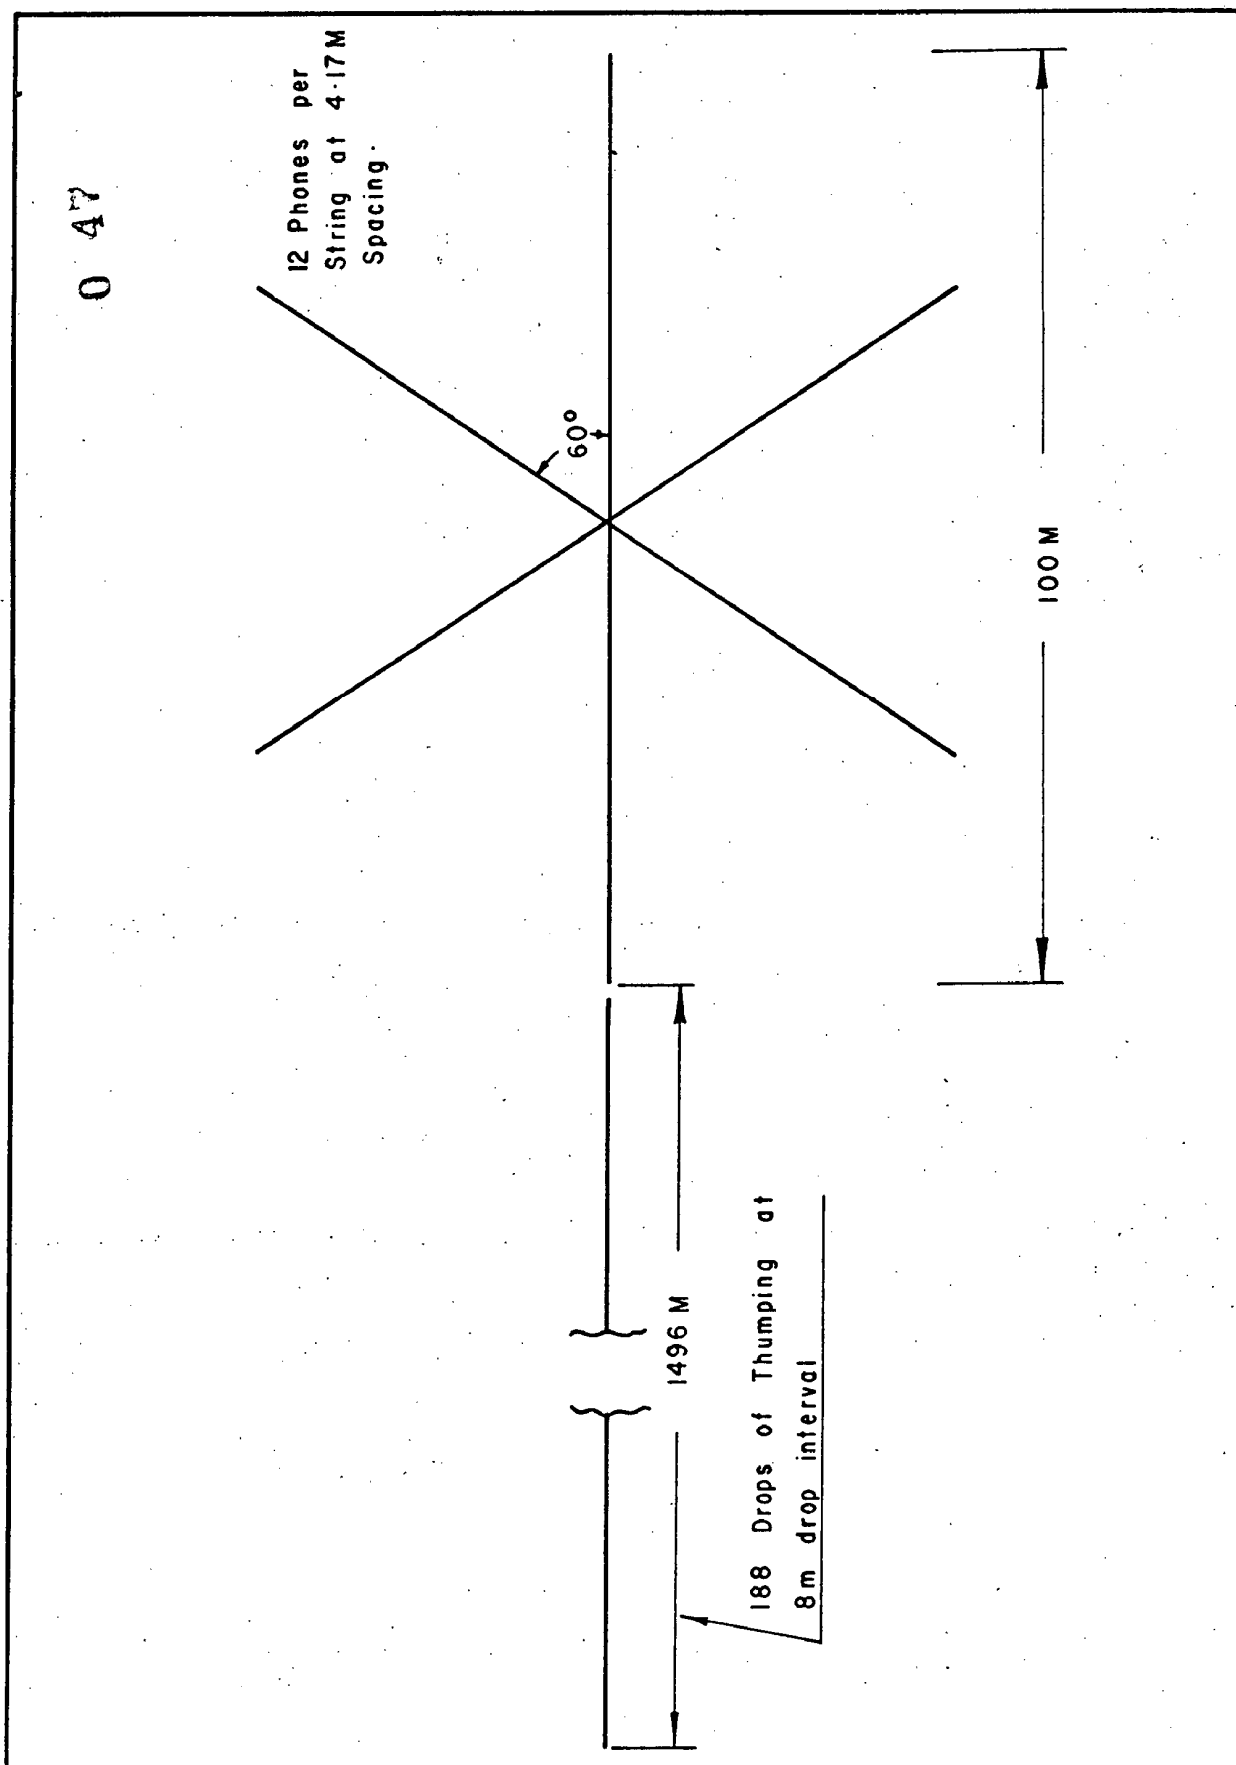 0 47
12 Phones per
String at 4·17M
Spacing·
60°
100 M
1496 M
188 Drops of Thumping at
8m drop interval